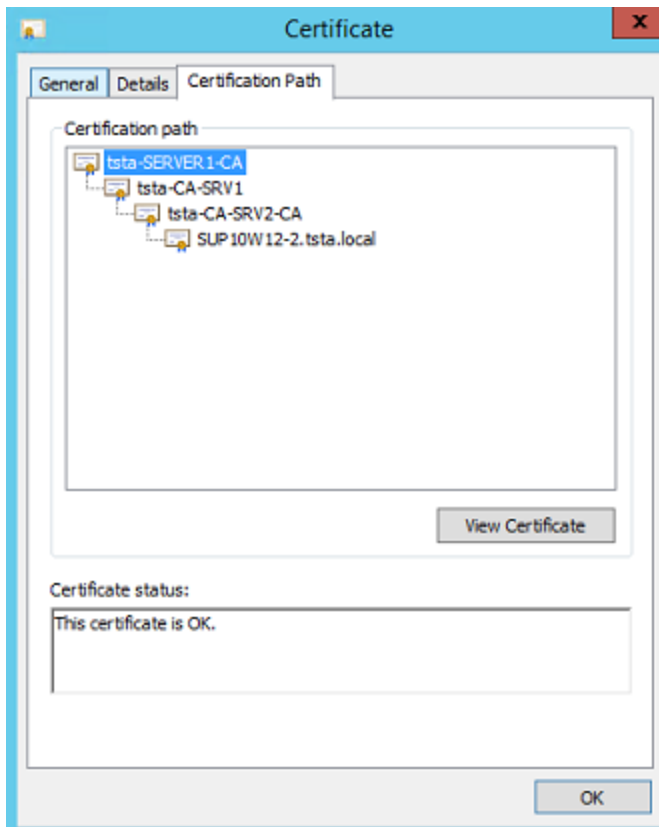 Certificate
x
General Details Certification Path
Certification path
tsta-SERVER1-CA
tsta-CA-SRV1
tsta-CA-SRV2-CA
SUP10W12-2.tsta.local
View Certificate
Certificate status:
This certificate is OK.
OK